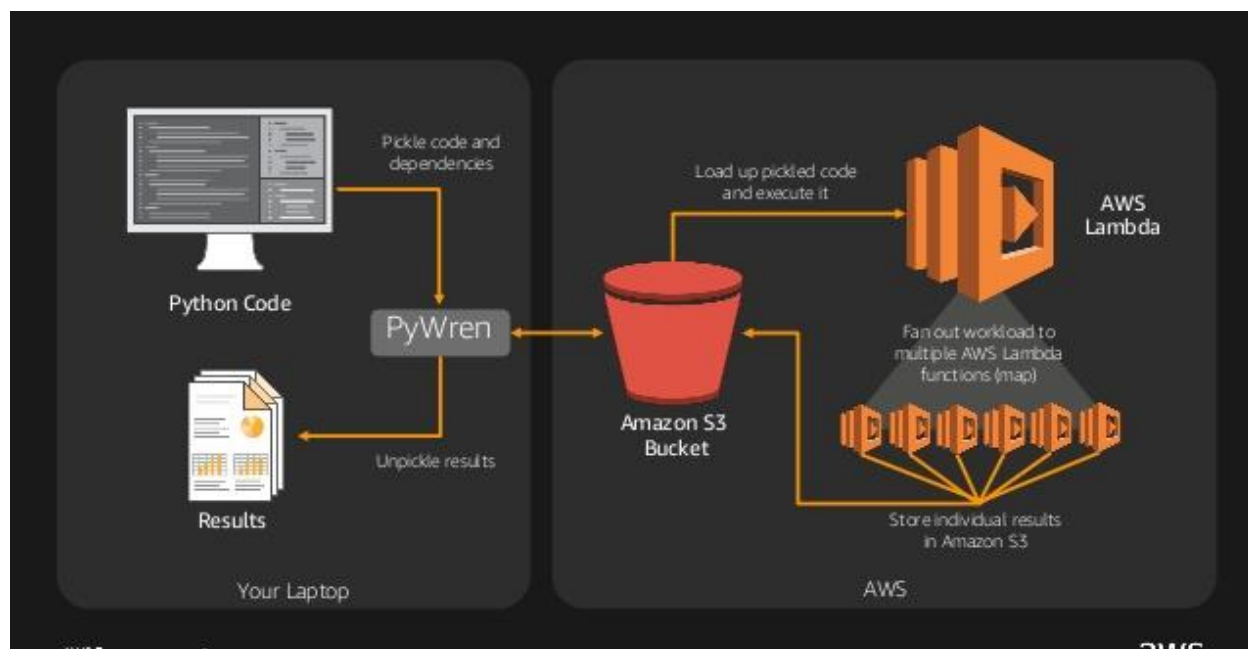 Pickle code and
dependencies
Python Code
PyWren
Unpickle results
Results
Your Laptop
Load up pickled code
and execute it
AWS
Lambda
Fan out workload to
multiple AWS Lambda
functions (map)
Amazon S3
Bucket
Store individual results
in Amazon S3
AWS
aws